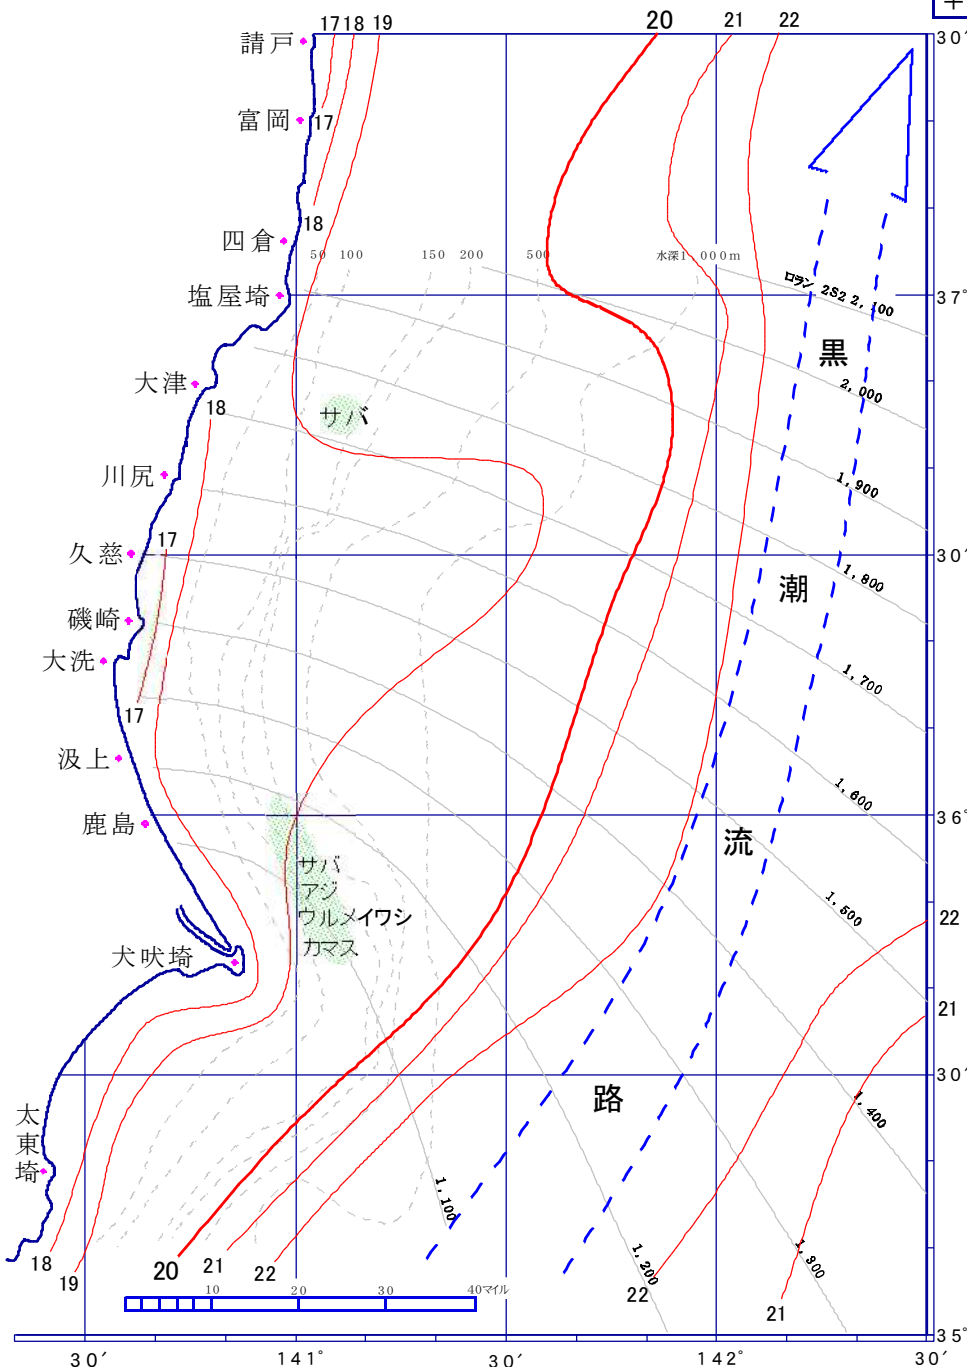 17 18 19 20 21 22
請戸
30′
富岡
17
18
四倉
50 100 150 200 500 水深1,000m
塩屋埼
37°
ロラン 2S2 2,100
黒
大津
サバ
2,000
18
川尻
1,900
久慈
17
30′
潮
1,800
磯崎
大洗
1,700
17
汲上
1,600
鹿島
36°
流
サバ
アジ
ウルメイワシ
カマス
1,500
22
犬吠埼
21
30′
路
1,400
太東埼
1,100
18
19
20
21
22
1,200
22
1,300
21
10 20 30 40マイル
35°
30′ 141° 30′ 142° 30′